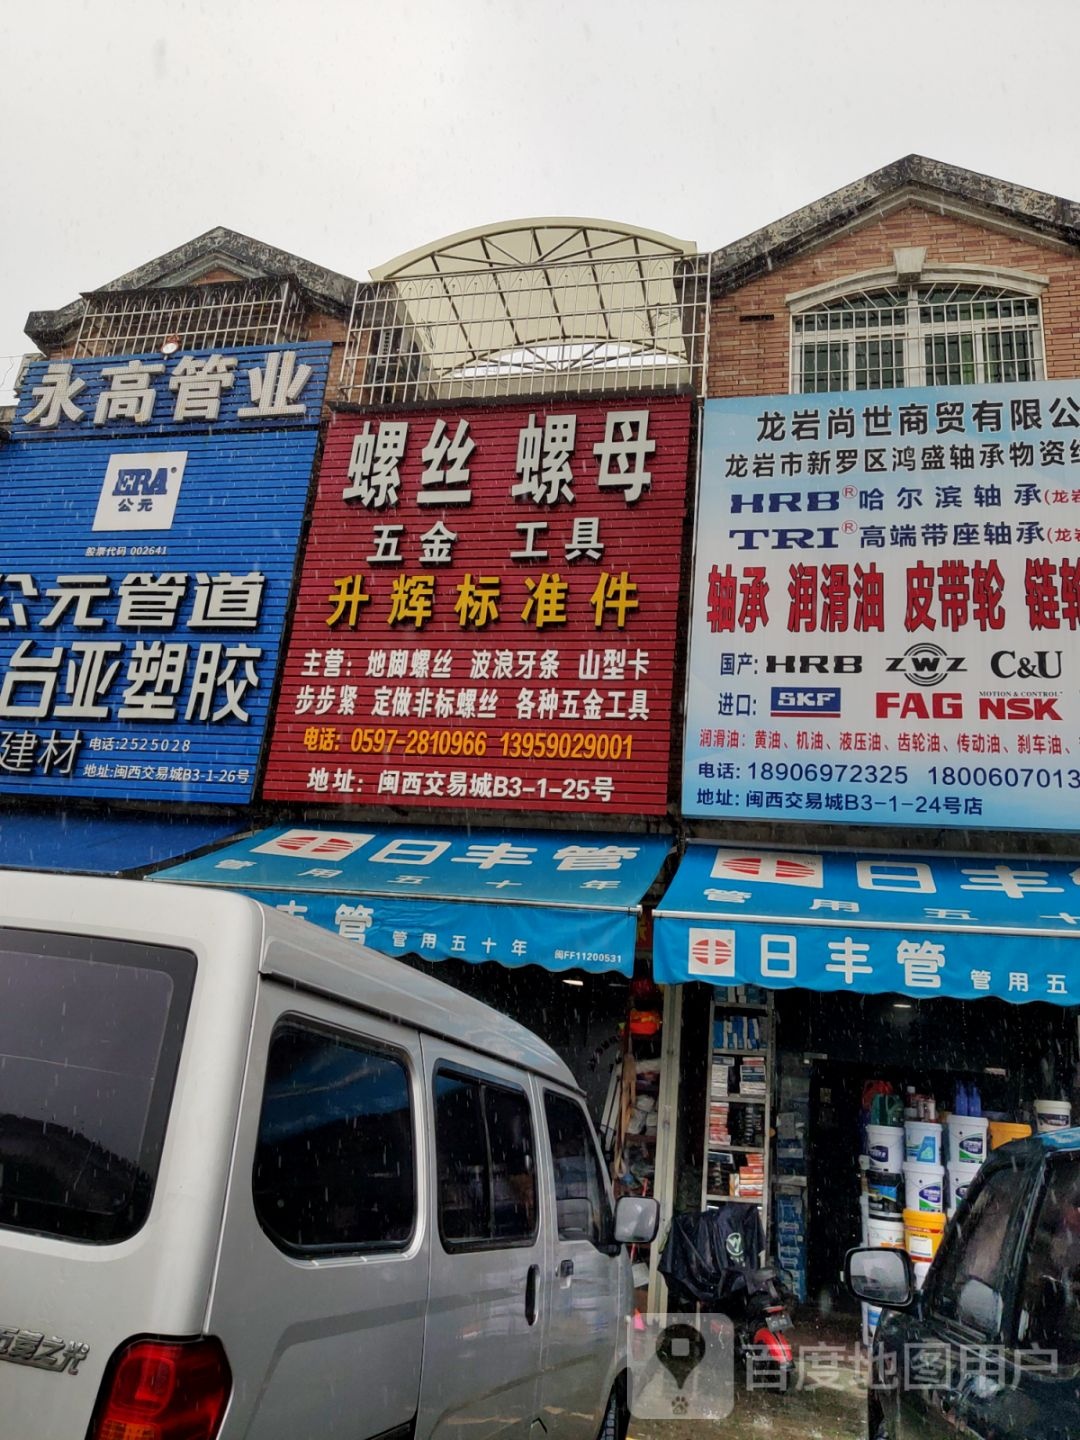 永高管业
ERA
公元
股票代码 002641
公元管道
台亚塑胶
建材 电话:2525028
地址:闽西交易城B3-1-26号
螺丝 螺母
五金 工具
升辉标准件
主营: 地脚螺丝 波浪牙条 山型卡
步步紧 定做非标螺丝 各种五金工具
电话: 0597-2810966 13959029001
地址: 闽西交易城B3-1-25号
龙岩尚世商贸有限公
龙岩市新罗区鸿盛轴承物资经
HRB®哈尔滨轴承(龙岩
TRI®高端带座轴承(龙岩
轴承 润滑油 皮带轮 链轮
国产: HRB ZWZ C&U
进口: SKF FAG MOTION & CONTROL NSK
润滑油: 黄油、机油、液压油、齿轮油、传动油、刹车油、
电话: 18906972325 1800607013
地址: 闽西交易城B3-1-24号店
日丰管
管用五十年
丰管 管用五十年 闽FF11200531
日丰管
管用五十
日丰管 管用五
五菱之光
百度地图用户